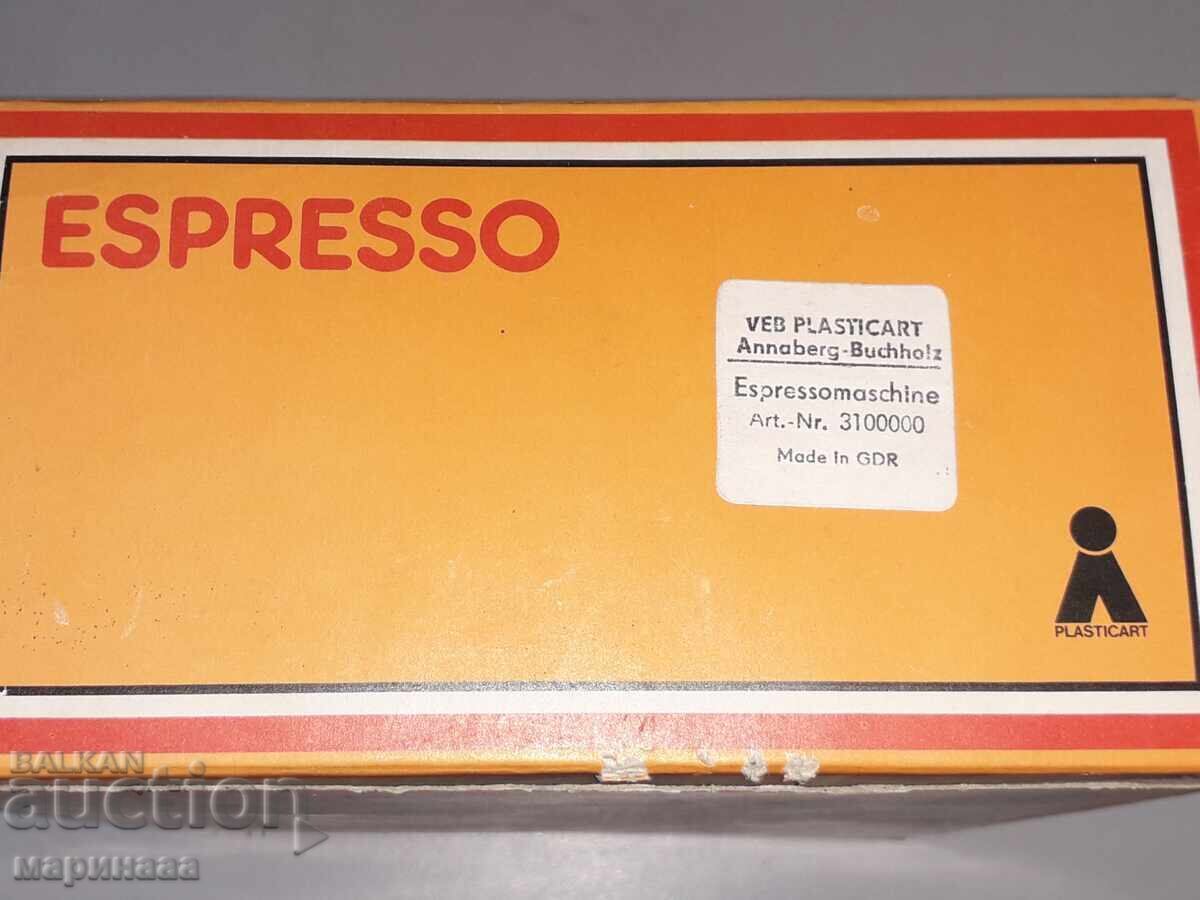 ESPRESSO
VEB PLASTICART
Annaberg-Buchholz
Espressomaschine
Art.-Nr. 3100000
Made in GDR
PLASTICART
BALKAN
auction
маринааа